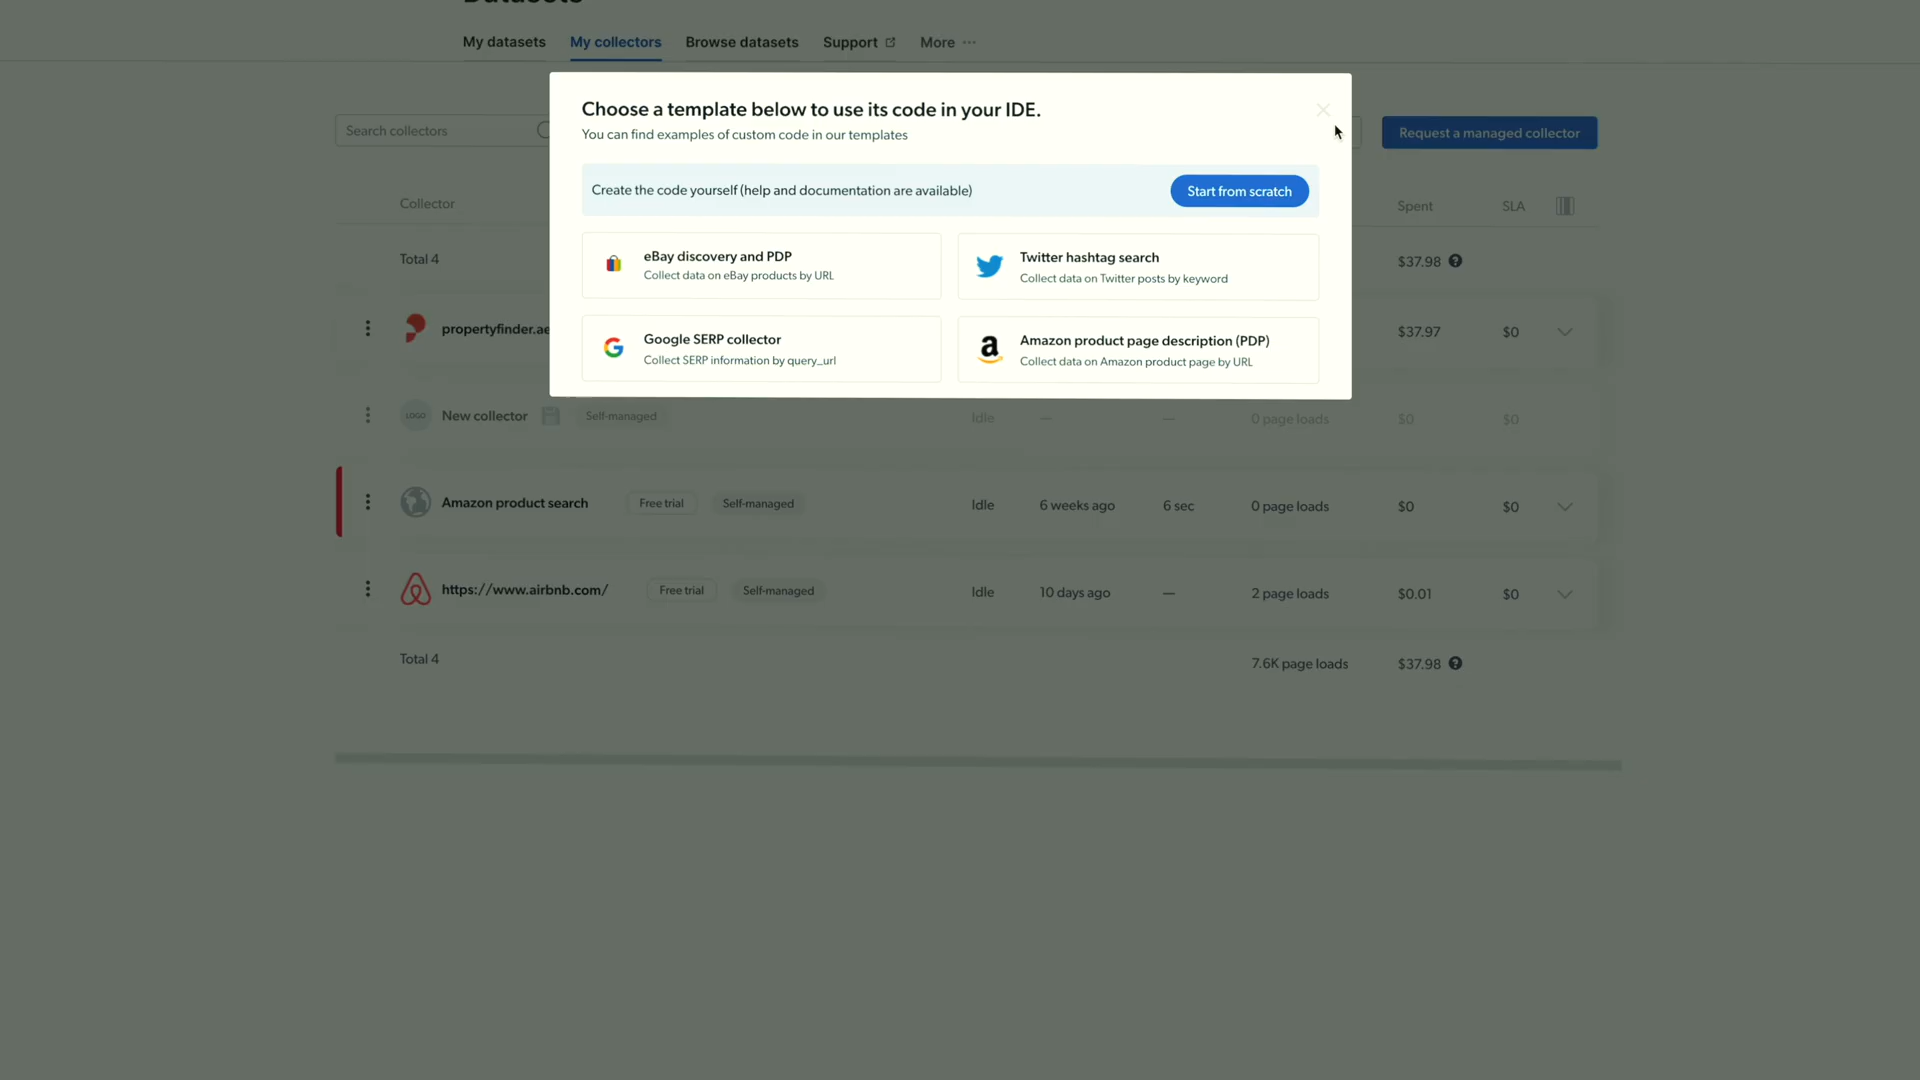 Datasets
My datasets
My collectors
Browse datasets
Support
More
Choose a template below to use its code in your IDE.
You can find examples of custom code in our templates
Search collectors
Request a managed collector
Create the code yourself (help and documentation are available)
Start from scratch
Collector
Spent
SLA
eBay discovery and PDP
Collect data on eBay products by URL
Twitter hashtag search
Collect data on Twitter posts by keyword
Total 4
$37.98
Google SERP collector
Collect SERP information by query_url
Amazon product page description (PDP)
Collect data on Amazon product page by URL
propertyfinder.ae
$37.97
$0
LOGO
New collector
Self-managed
Idle
—
—
0 page loads
$0
$0
Amazon product search
Free trial
Self-managed
Idle
6 weeks ago
6 sec
0 page loads
$0
$0
https://www.airbnb.com/
Free trial
Self-managed
Idle
10 days ago
—
2 page loads
$0.01
$0
Total 4
7.6K page loads
$37.98